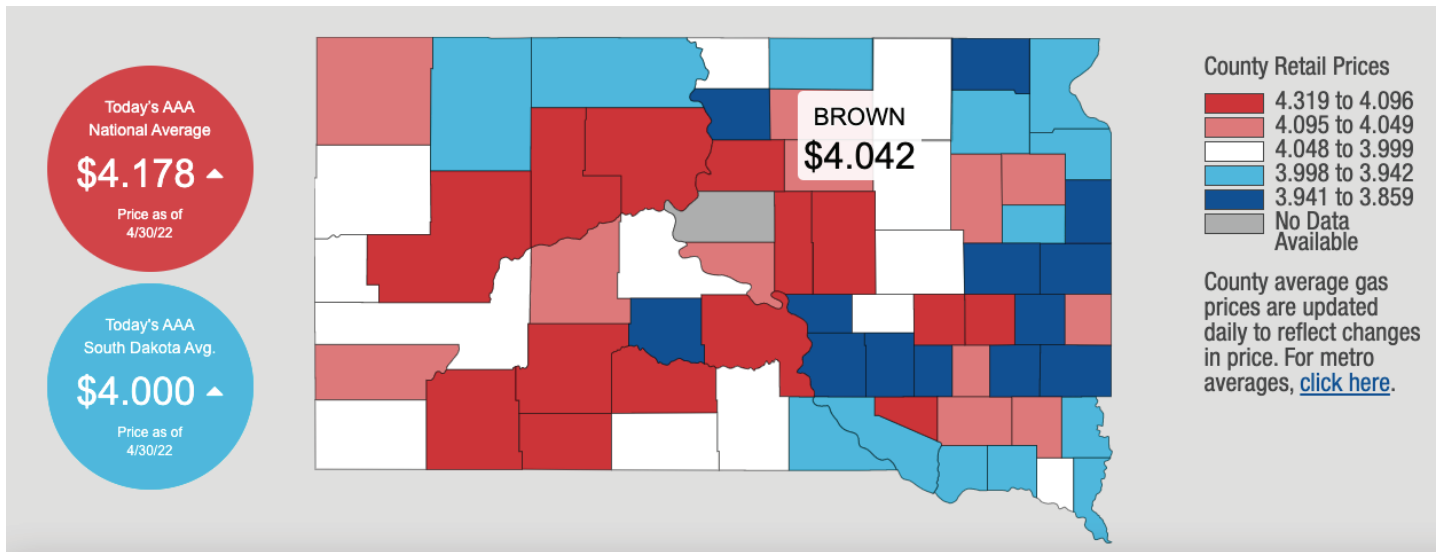 Today's AAA
National Average
$4.178
Price as of
4/30/22
Today's AAA
South Dakota Avg.
$4.000
Price as of
4/30/22
BROWN
$4.042
County Retail Prices
4.319 to 4.096
4.095 to 4.049
4.048 to 3.999
3.998 to 3.942
3.941 to 3.859
No Data
Available
County average gas
prices are updated
daily to reflect changes
in price. For metro
averages, click here.